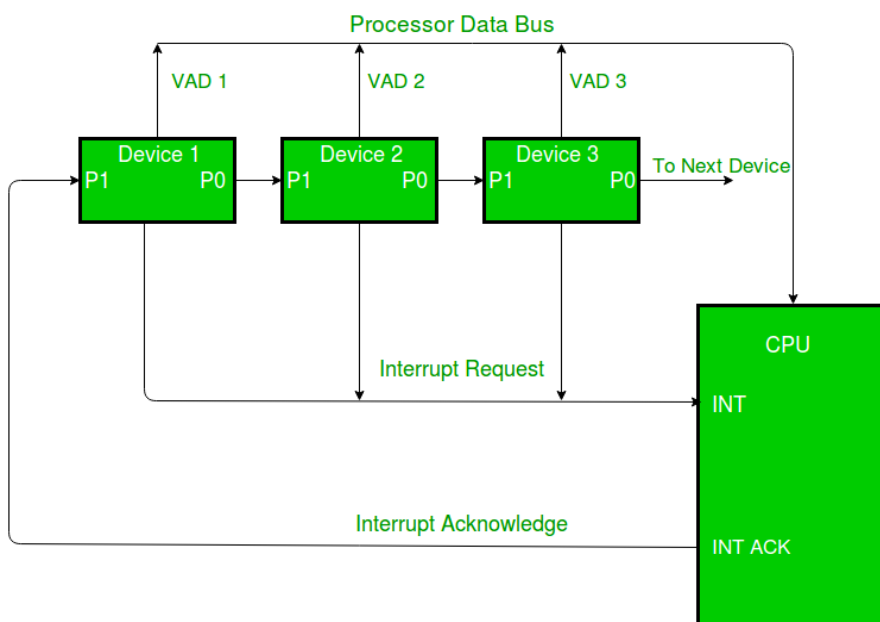 Processor Data Bus
VAD 1
VAD 2
VAD 3
Device 1
P1
P0
Device 2
P1
P0
Device 3
P1
P0
To Next Device
CPU
Interrupt Request
INT
Interrupt Acknowledge
INT ACK